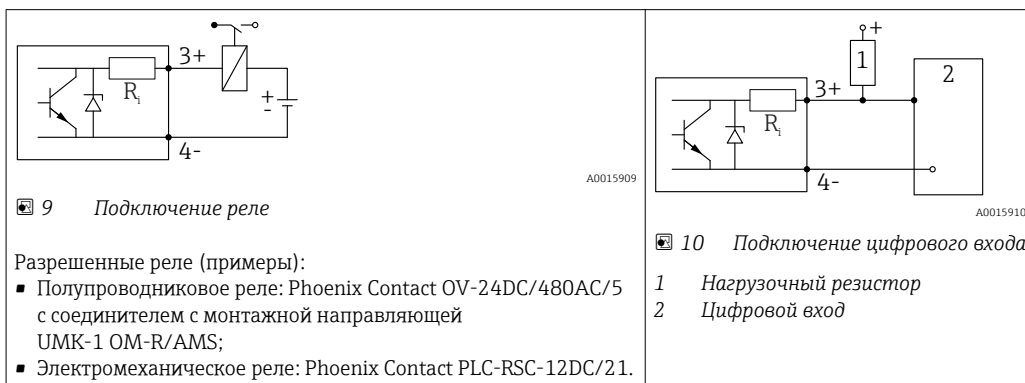 3+
R_i
+
-
4-
A0015909
9 Подключение реле
Разрешенные реле (примеры):
▪ Полупроводниковое реле: Phoenix Contact OV-24DC/480AC/5
с соединителем с монтажной направляющей
UMK-1 OM-R/AMS;
▪ Электромеханическое реле: Phoenix Contact PLC-RSC-12DC/21.
+
1
2
3+
R_i
4-
A0015910
10 Подключение цифрового входа
1 Нагрузочный резистор
2 Цифровой вход